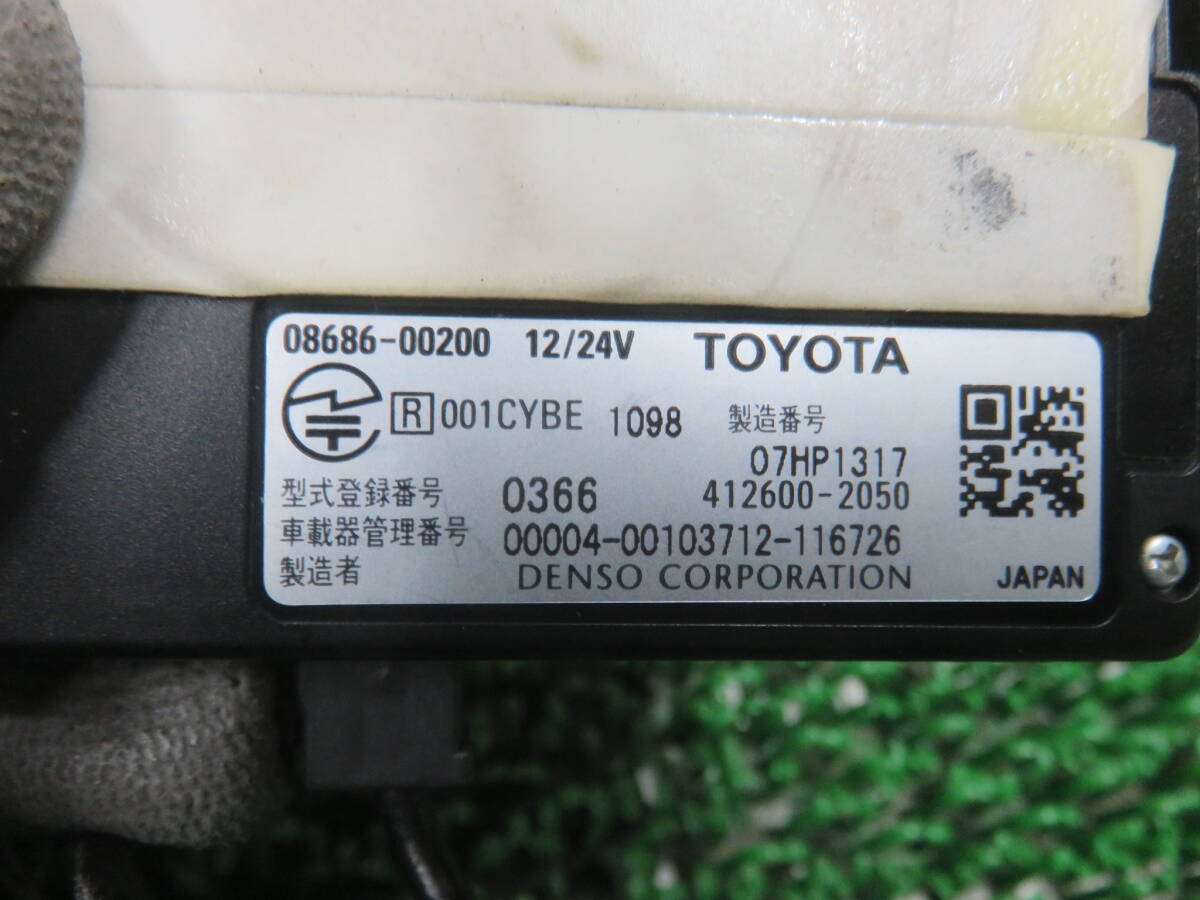 08686-00200 12/24V TOYOTA
R 001CYBE 1098 製造番号
07HP1317
型式登録番号 0366 412600-2050
車載器管理番号 00004-00103712-116726
製造者 DENSO CORPORATION JAPAN